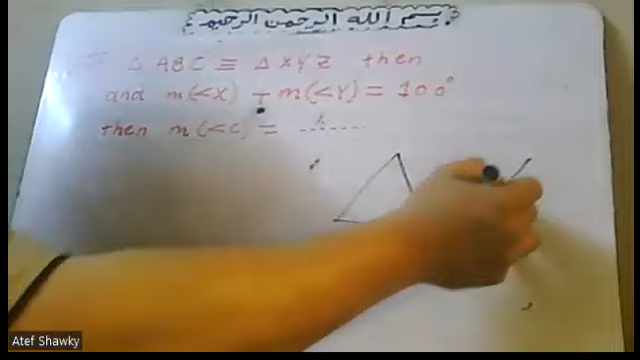 بسم الله الرحمن الرحيم
Δ ABC ≡ Δ XYZ then
and m(<X) + m(<Y) = 100°
then m(<C) = ........
Atef Shawky